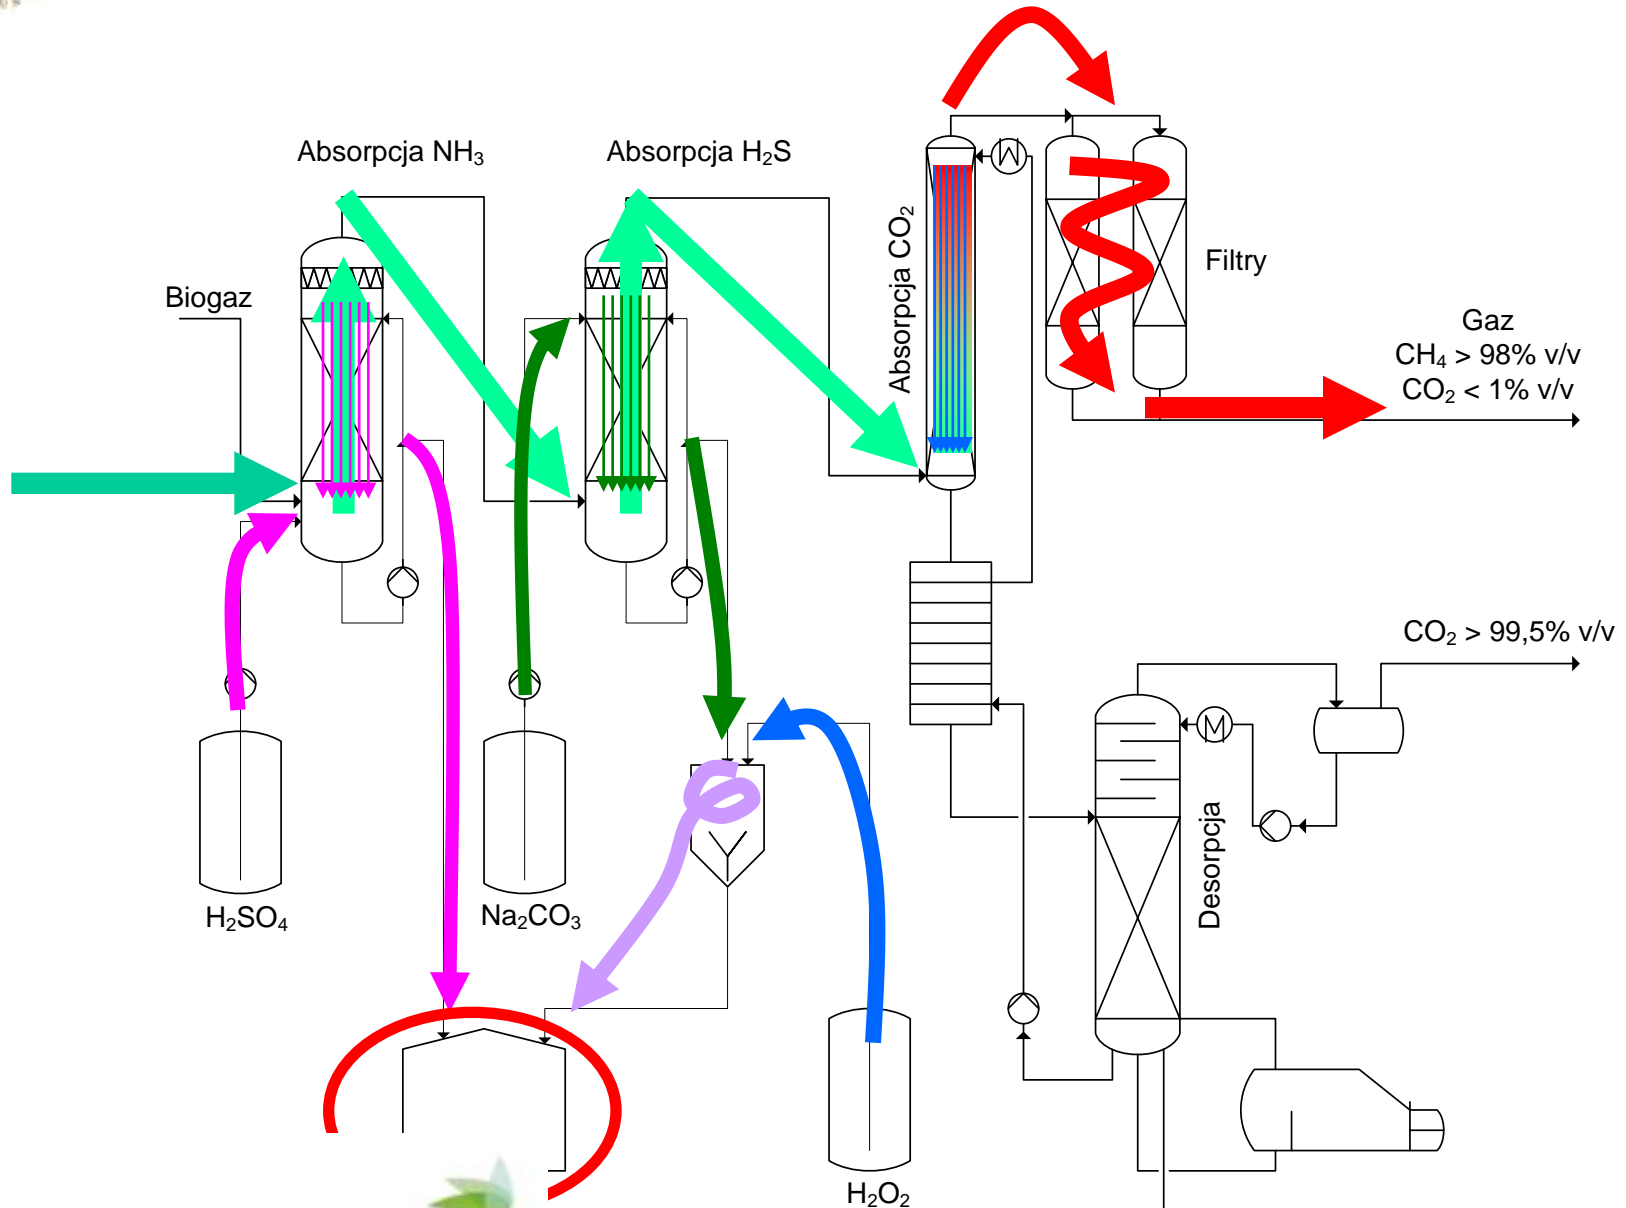 Absorpcja NH₃
Absorpcja H₂S
Absorpcja CO₂
Biogaz
Filtry
Gaz
CH₄ > 98% v/v
CO₂ < 1% v/v
CO₂ > 99,5% v/v
Desorpcja
H₂SO₄
Na₂CO₃
H₂O₂